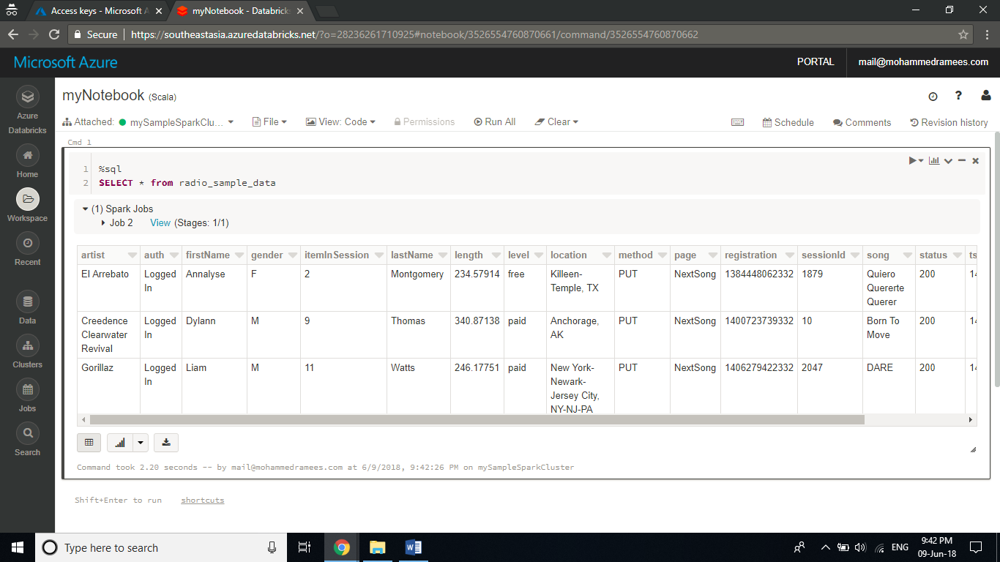 Access keys - Microsoft A
myNotebook - Databrick
Secure
https://southeastasia.azuredatabricks.net/?o=28236261710925#notebook/3526554760870661/command/3526554760870662
Microsoft Azure
PORTAL
mail@mohammedramees.com
Azure
Databricks
Home
Workspace
Recent
Data
Clusters
Jobs
Search
myNotebook (Scala)
?
Attached: mySampleSparkClu... File View: Code Permissions Run All Clear Schedule Comments Revision history
Cmd 1
1 %sql
2 SELECT * from radio_sample_data
(1) Spark Jobs
Job 2 View (Stages: 1/1)
artist auth firstName gender itemInSession lastName length level location method page registration sessionId song status ts
El Arrebato Logged Annalyse F 2 Montgomery 234.57914 free Killeen- PUT NextSong 1384448062332 1879 Quiero 200 14
In Temple, TX Quererte
Querer
Creedence Logged Dylann M 9 Thomas 340.87138 paid Anchorage, PUT NextSong 1400723739332 10 Born To 200 14
Clearwater In AK Move
Revival
Gorillaz Logged Liam M 11 Watts 246.17751 paid New York- PUT NextSong 1406279422332 2047 DARE 200 14
In Newark-
Jersey City,
NY-NJ-PA
Command took 2.20 seconds -- by mail@mohammedramees.com at 6/9/2018, 9:42:26 PM on mySampleSparkCluster
Shift+Enter to run shortcuts
Type here to search
ENG
9:42 PM
09-Jun-18